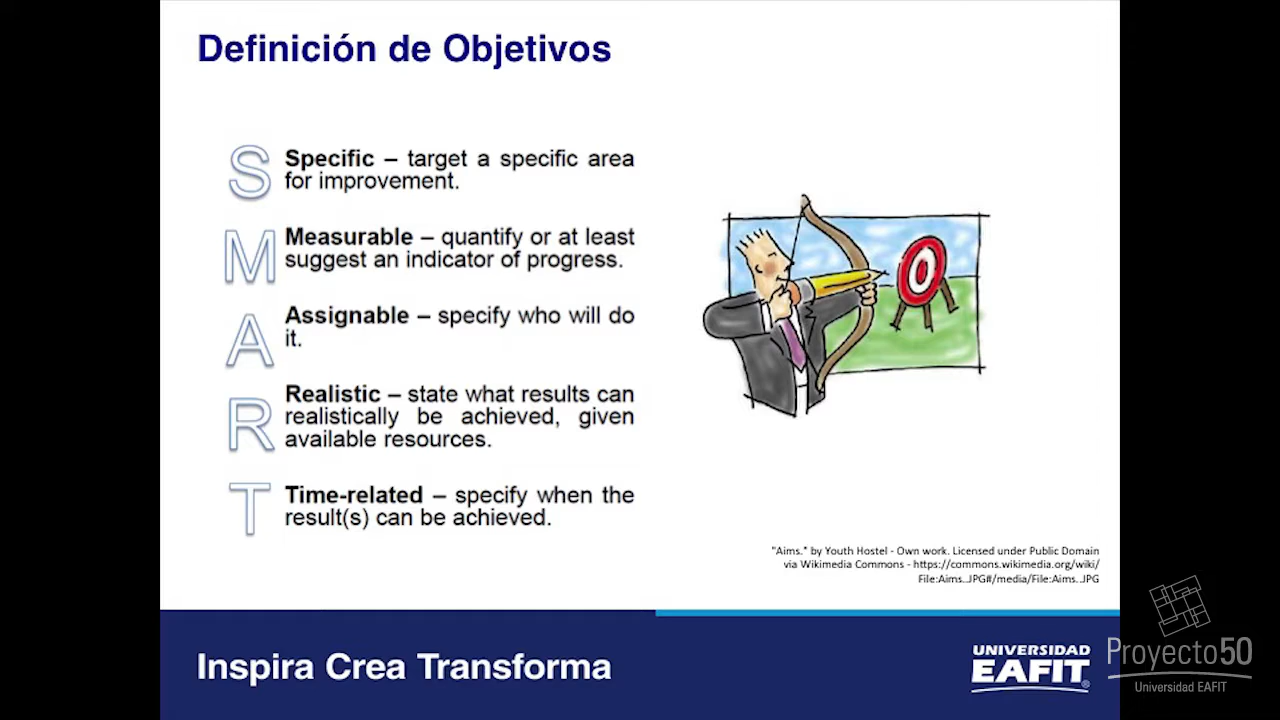 Definición de Objetivos
S
Specific – target a specific area
for improvement.
M
Measurable – quantify or at least
suggest an indicator of progress.
A
Assignable – specify who will do
it.
R
Realistic – state what results can
realistically be achieved, given
available resources.
T
Time-related – specify when the
result(s) can be achieved.
"Aims." by Youth Hostel - Own work. Licensed under Public Domain
via Wikimedia Commons - https://commons.wikimedia.org/wiki/
File:Aims..JPG#/media/File:Aims..JPG
Inspira Crea Transforma
UNIVERSIDAD
EAFIT®
Proyecto50
Universidad EAFIT